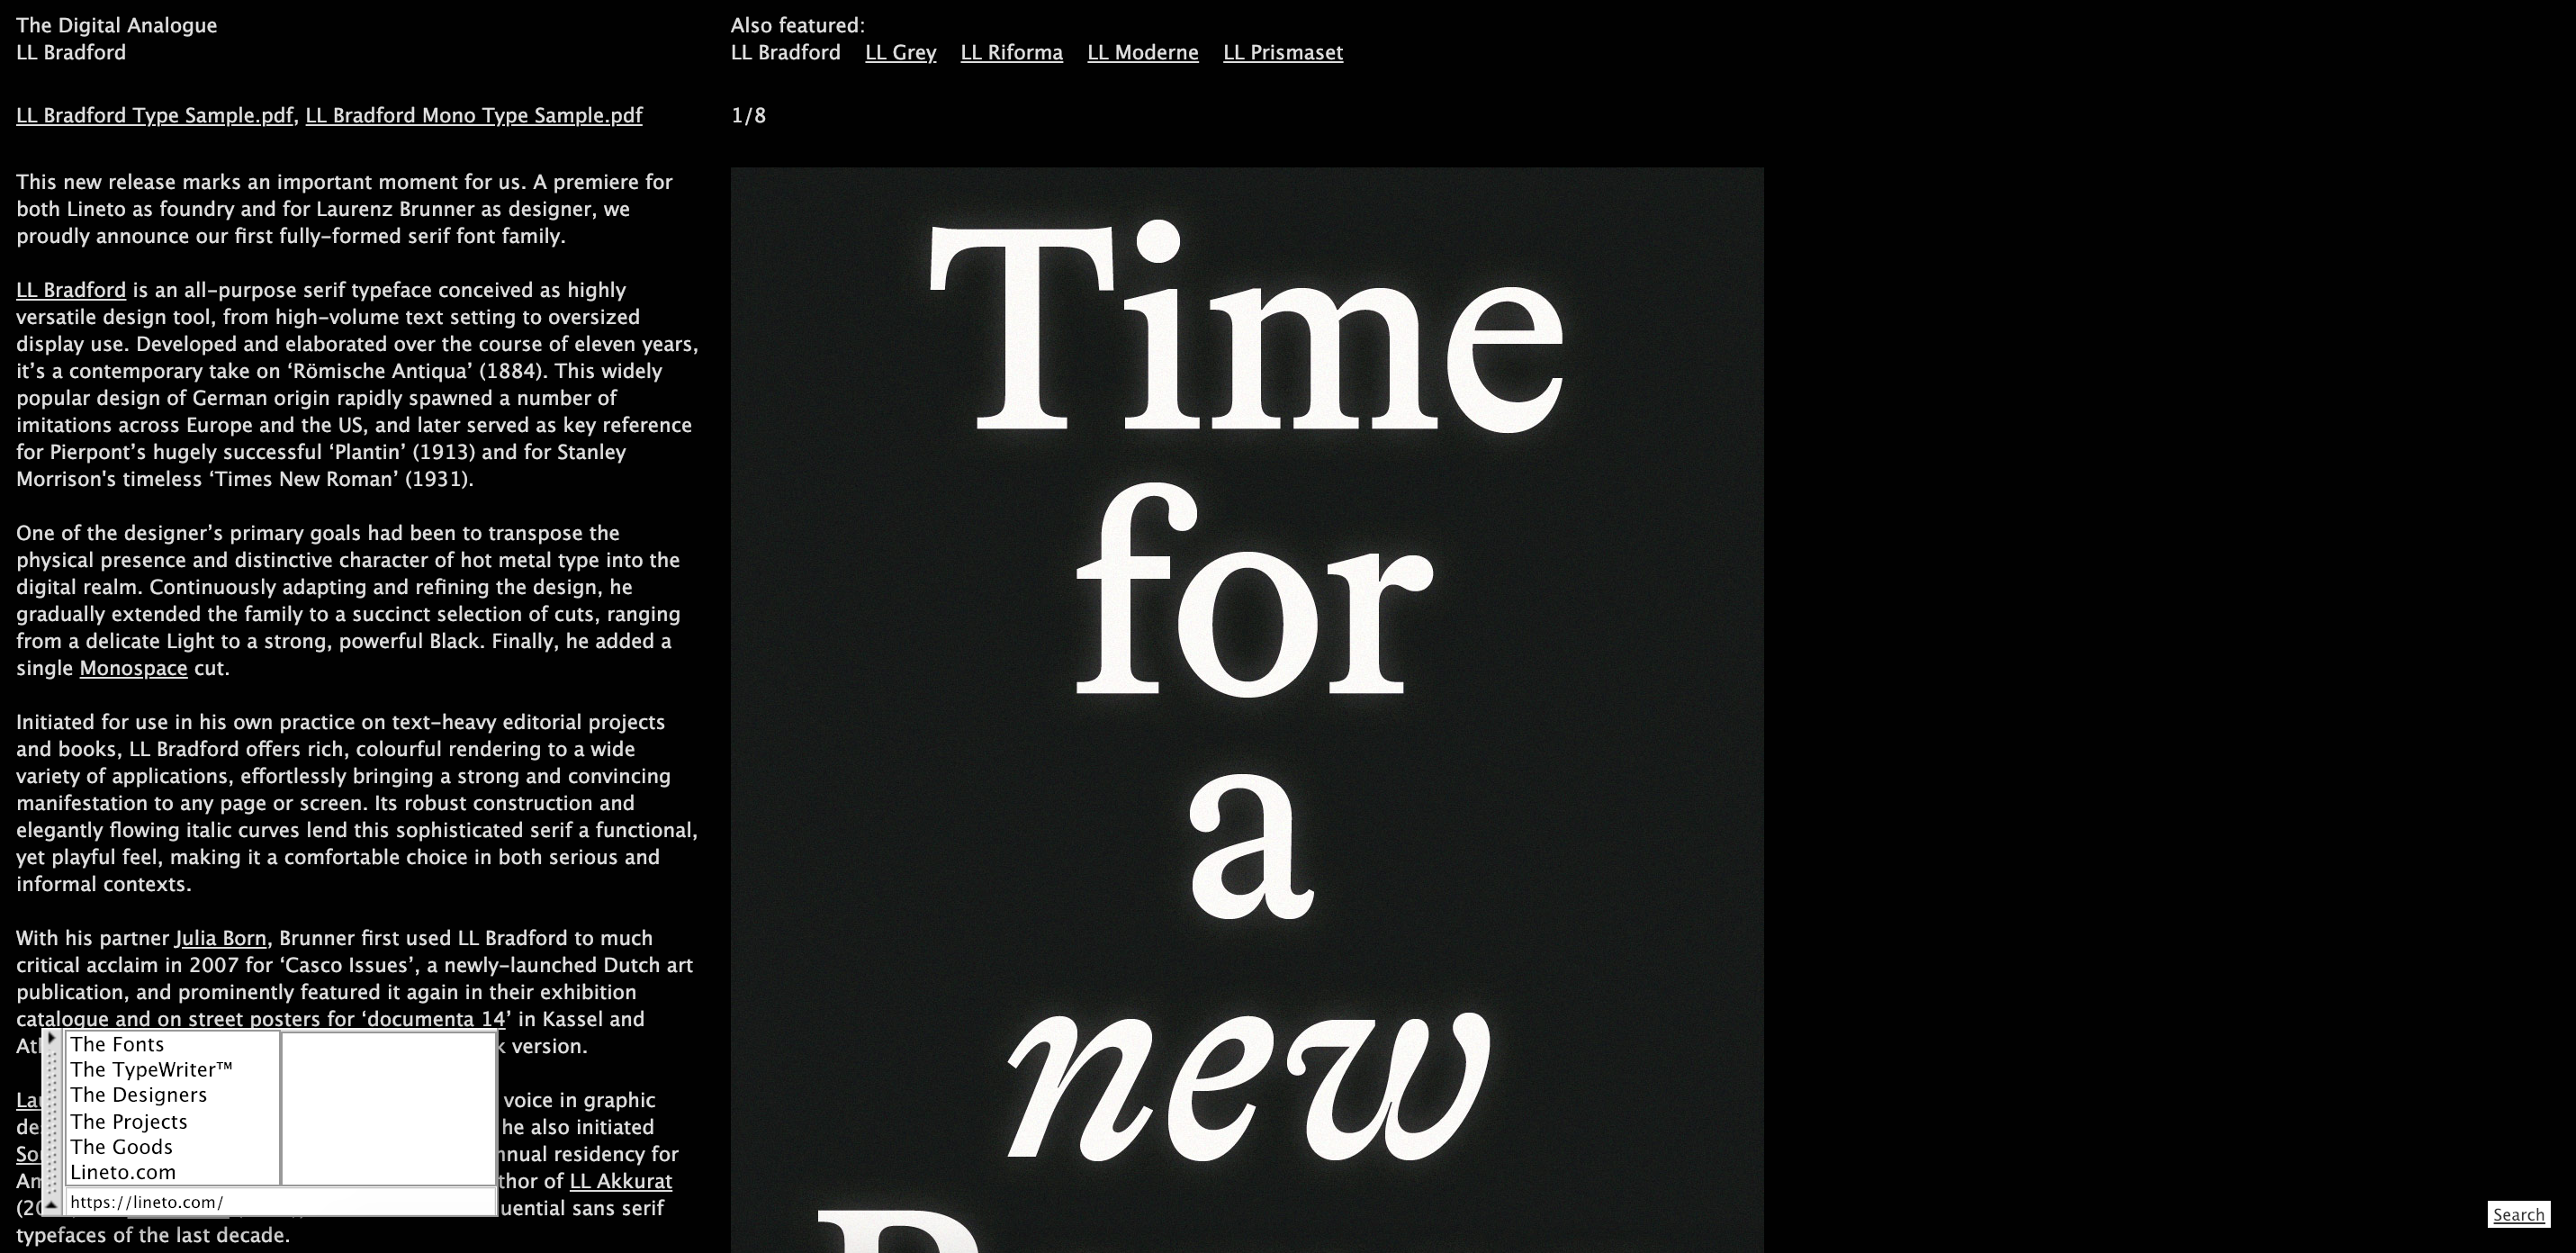 The Digital Analogue
LL Bradford
LL Bradford Type Sample.pdf, LL Bradford Mono Type Sample.pdf
This new release marks an important moment for us. A premiere for
both Lineto as foundry and for Laurenz Brunner as designer, we
proudly announce our first fully-formed serif font family.
LL Bradford is an all-purpose serif typeface conceived as highly
versatile design tool, from high-volume text setting to oversized
display use. Developed and elaborated over the course of eleven years,
it’s a contemporary take on ‘Römische Antiqua’ (1884). This widely
popular design of German origin rapidly spawned a number of
imitations across Europe and the US, and later served as key reference
for Pierpont’s hugely successful ‘Plantin’ (1913) and for Stanley
Morrison's timeless ‘Times New Roman’ (1931).
One of the designer’s primary goals had been to transpose the
physical presence and distinctive character of hot metal type into the
digital realm. Continuously adapting and refining the design, he
gradually extended the family to a succinct selection of cuts, ranging
from a delicate Light to a strong, powerful Black. Finally, he added a
single Monospace cut.
Initiated for use in his own practice on text-heavy editorial projects
and books, LL Bradford offers rich, colourful rendering to a wide
variety of applications, effortlessly bringing a strong and convincing
manifestation to any page or screen. Its robust construction and
elegantly flowing italic curves lend this sophisticated serif a functional,
yet playful feel, making it a comfortable choice in both serious and
informal contexts.
With his partner Julia Born, Brunner first used LL Bradford to much
critical acclaim in 2007 for ‘Casco Issues’, a newly-launched Dutch art
publication, and prominently featured it again in their exhibition
catalogue and on street posters for ‘documenta 14’ in Kassel and
version.
voice in graphic
he also initiated
residency for
of LL Akkurat
sans serif
typefaces of the last decade.
The Fonts
The TypeWriter™
The Designers
The Projects
The Goods
Lineto.com
https://lineto.com/
Also featured:
LL Bradford LL Grey LL Riforma LL Moderne LL Prismaset
1/8
Time
for
a
new
Search